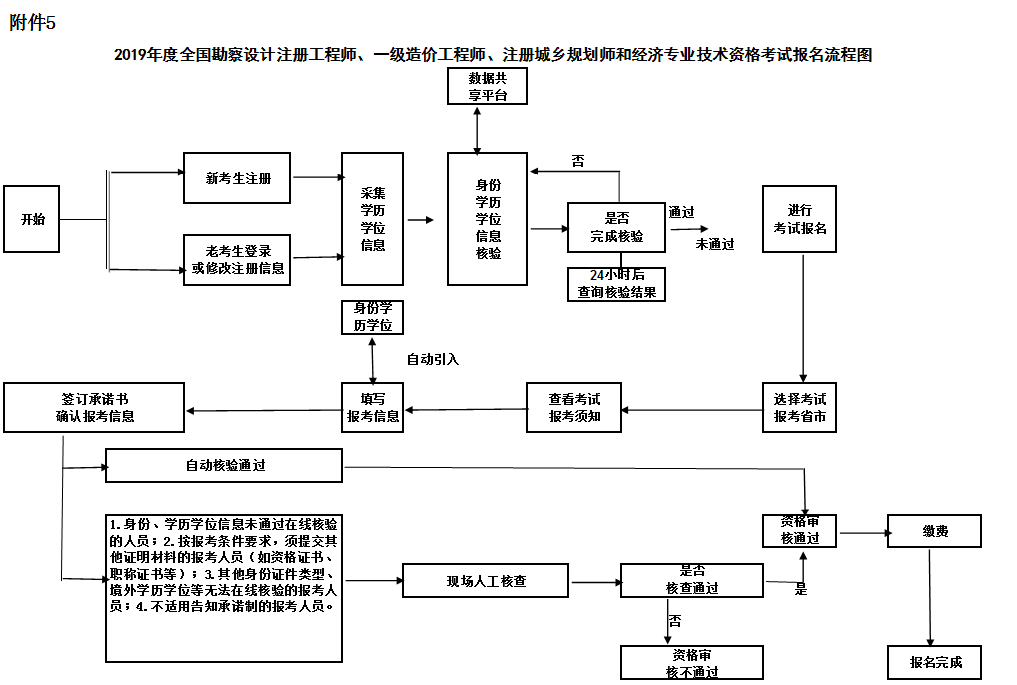 附件5
2019年度全国勘察设计注册工程师、一级造价工程师、注册城乡规划师和经济专业技术资格考试报名流程图
数据共
享平台
开始
新考生注册
老考生登录
或修改注册信息
采集
学历
学位
信息
身份
学历
学位
信息
核验
否
是否
完成核验
通过
未通过
24小时后
查询核验结果
进行
考试报名
身份学
历学位
自动引入
签订承诺书
确认报考信息
填写
报考信息
查看考试
报考须知
选择考试
报考省市
自动核验通过
1.身份、学历学位信息未通过在线核验
的人员；2.按报考条件要求，须提交其
他证明材料的报考人员（如资格证书、
职称证书等）；3.其他身份证件类型、
境外学历学位等无法在线核验的报考人
员；4.不适用告知承诺制的报考人员。
现场人工核查
是否
核查通过
是
否
资格审
核通过
资格审
核不通过
缴费
报名完成